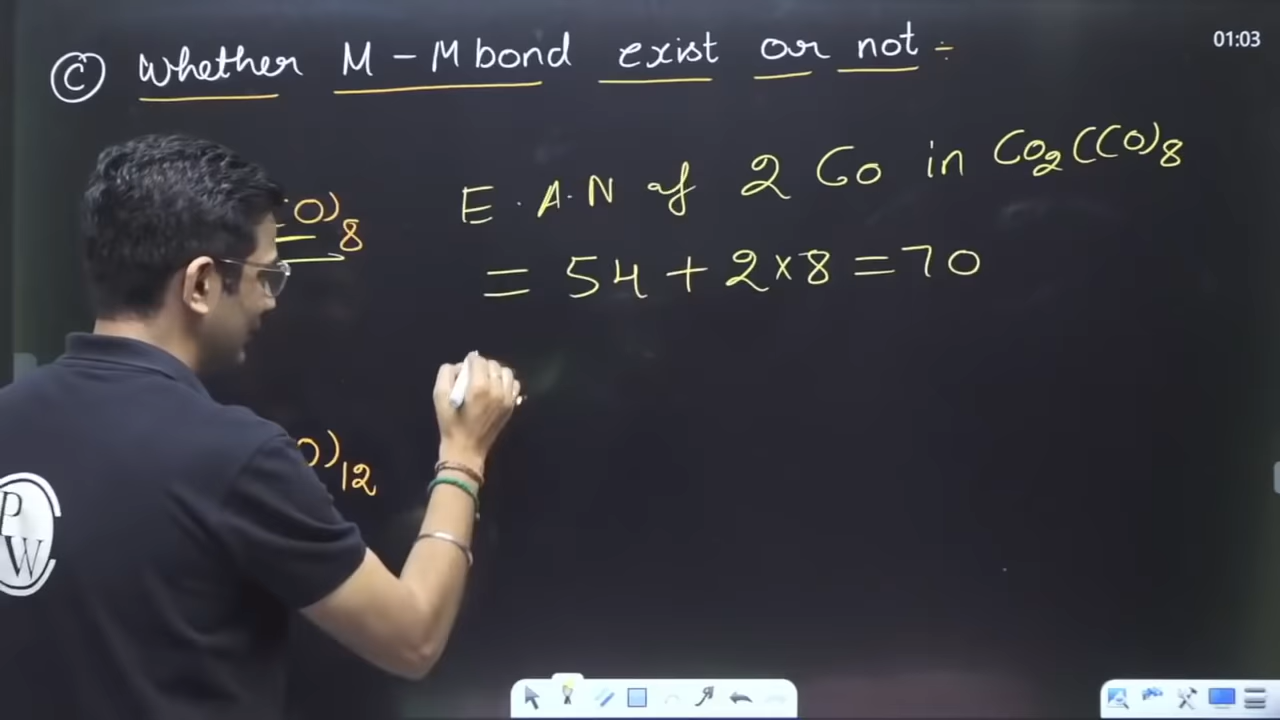 01:03
© Whether M-M bond exist or not ÷
E.A.N of 2 Co in Co₂(CO)₈
O)₈
= 54 + 2×8 = 70
O)₁₂
PW